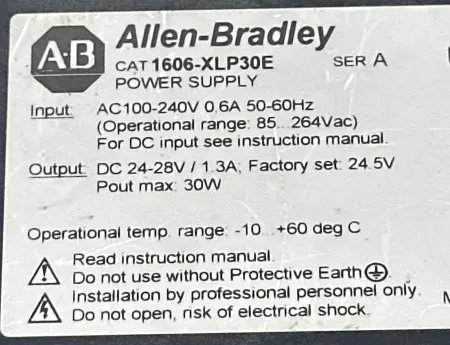 A-B Allen-Bradley
CAT 1606-XLP30E SER A
POWER SUPPLY
Input: AC100-240V 0,6A 50-60Hz
(Operational range: 85...264Vac)
For DC input see instruction manual.
Output: DC 24-28V / 1.3A; Factory set: 24.5V
Pout max: 30W
Operational temp. range: -10...+60 deg C
Read instruction manual.
Do not use without Protective Earth
Installation by professional personnel only.
Do not open, risk of electrical shock.